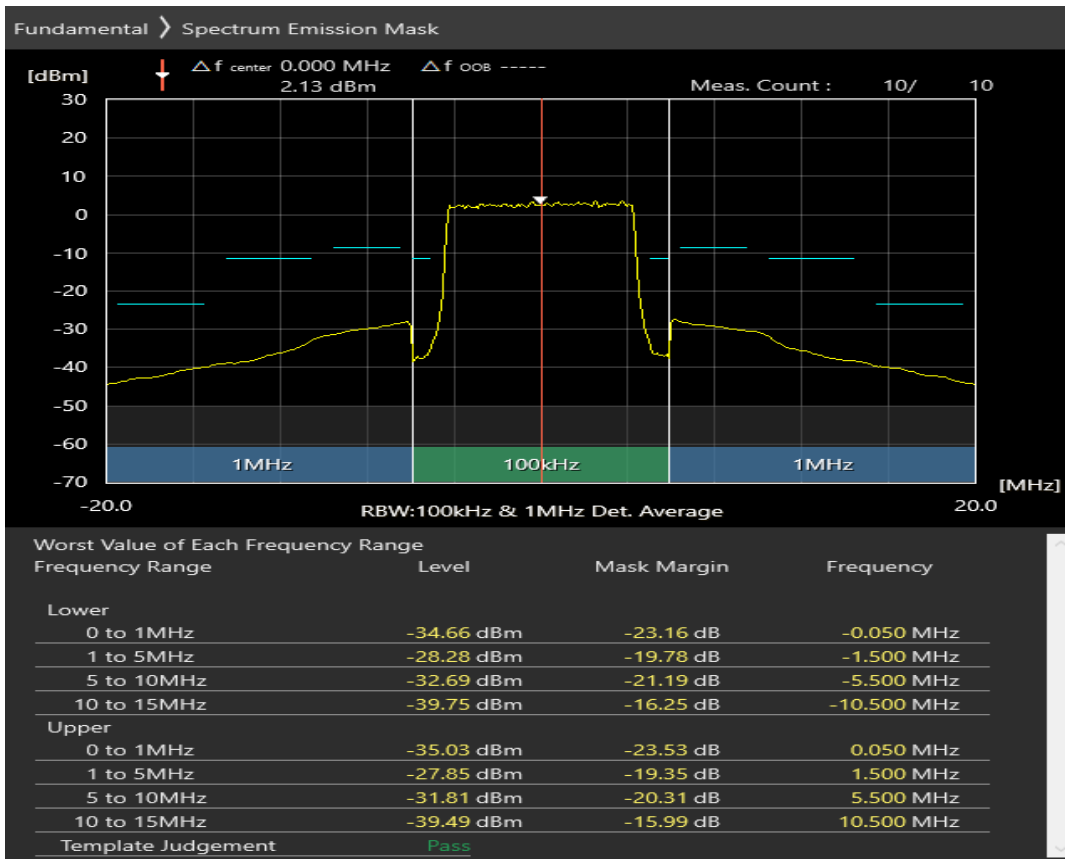 Fundamental ❯ Spectrum Emission Mask
[dBm] △f center 0.000 MHz △f OOB -----
2.13 dBm Meas. Count : 10/ 10
30
20
10
0
-10
-20
-30
-40
-50
-60
1MHz 100kHz 1MHz
-70 [MHz]
-20.0 RBW:100kHz & 1MHz Det. Average 20.0
Worst Value of Each Frequency Range
Frequency Range Level Mask Margin Frequency
Lower
0 to 1MHz -34.66 dBm -23.16 dB -0.050 MHz
1 to 5MHz -28.28 dBm -19.78 dB -1.500 MHz
5 to 10MHz -32.69 dBm -21.19 dB -5.500 MHz
10 to 15MHz -39.75 dBm -16.25 dB -10.500 MHz
Upper
0 to 1MHz -35.03 dBm -23.53 dB 0.050 MHz
1 to 5MHz -27.85 dBm -19.35 dB 1.500 MHz
5 to 10MHz -31.81 dBm -20.31 dB 5.500 MHz
10 to 15MHz -39.49 dBm -15.99 dB 10.500 MHz
Template Judgement Pass